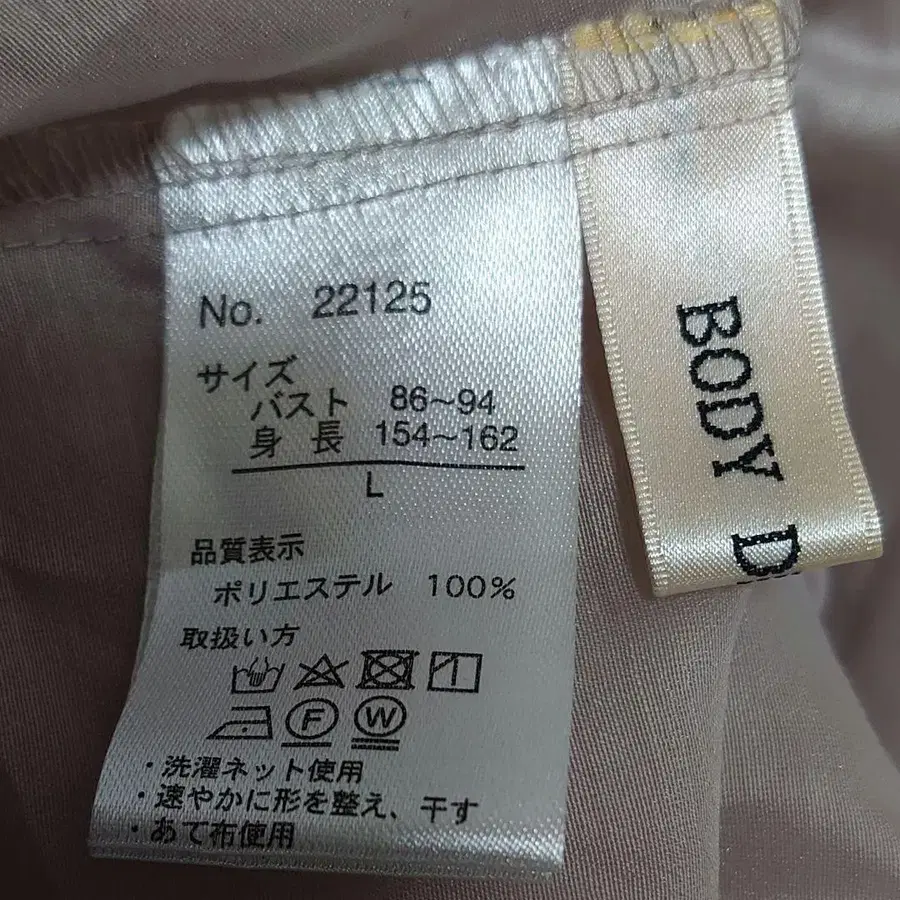 No. 22125
サイズ
バスト 86~94
身長 154~162
L
品質表示
ポリエステル 100%
取扱い方
F W
・洗濯ネット使用
・速やかに形を整え、干す
・あて布使用
BODY